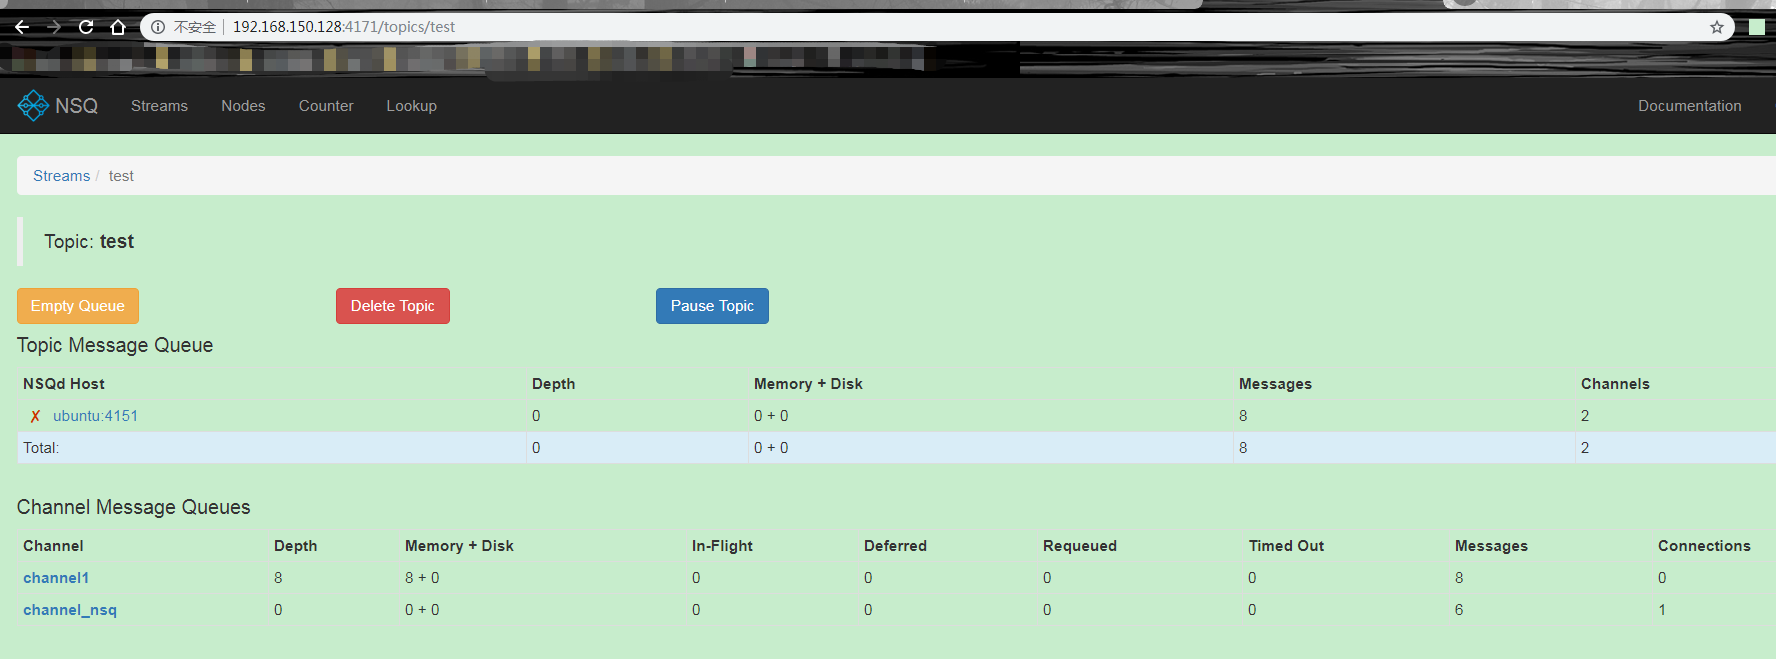 不安全 192.168.150.128:4171/topics/test
NSQ Streams Nodes Counter Lookup Documentation
Streams / test
Topic: test
Empty Queue Delete Topic Pause Topic
Topic Message Queue
NSQd Host Depth Memory + Disk Messages Channels
✗ ubuntu:4151 0 0 + 0 8 2
Total: 0 0 + 0 8 2
Channel Message Queues
Channel Depth Memory + Disk In-Flight Deferred Requeued Timed Out Messages Connections
channel1 8 8 + 0 0 0 0 0 8 0
channel_nsq 0 0 + 0 0 0 0 0 6 1